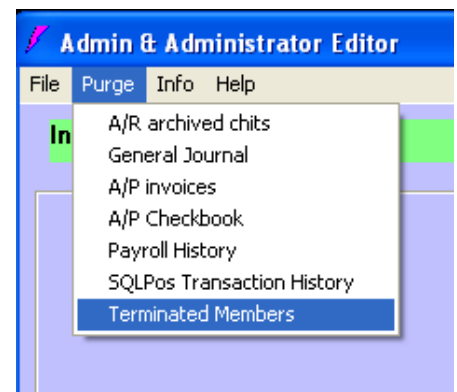 Admin & Administrator Editor
File Purge Info Help
In
A/R archived chits
General Journal
A/P invoices
A/P Checkbook
Payroll History
SQLPos Transaction History
Terminated Members